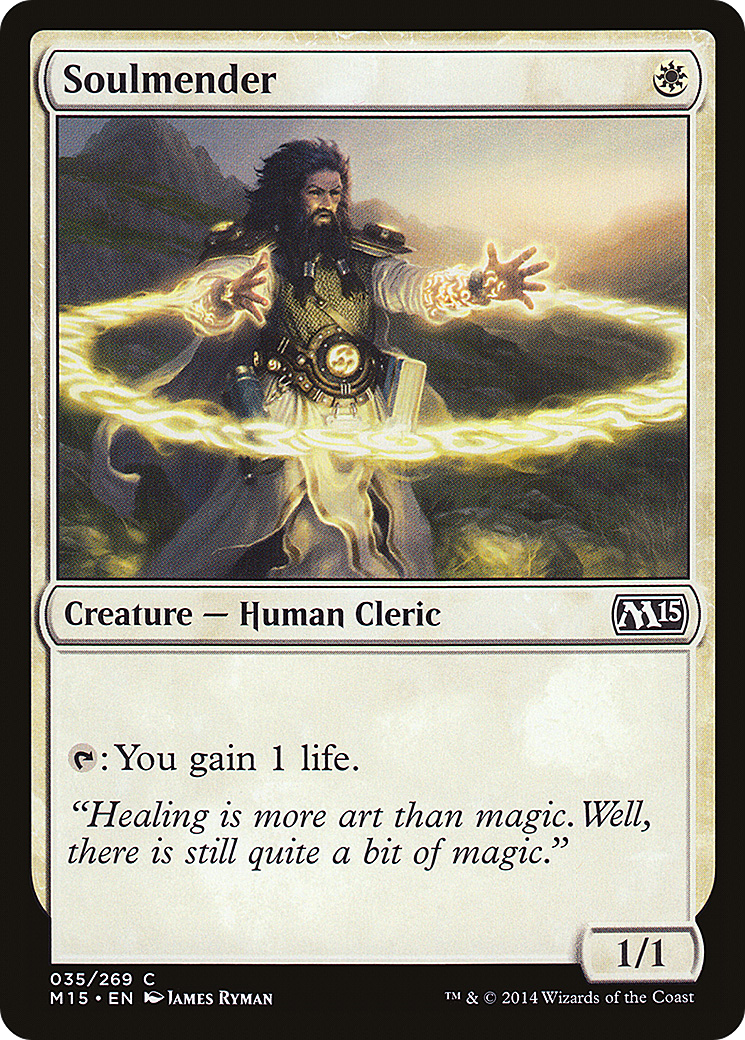 Soulmender
Creature — Human Cleric
M15
: You gain 1 life.
“Healing is more art than magic. Well,
there is still quite a bit of magic.”
1/1
035/269 C
M15 • EN James Ryman
™ & © 2014 Wizards of the Coast